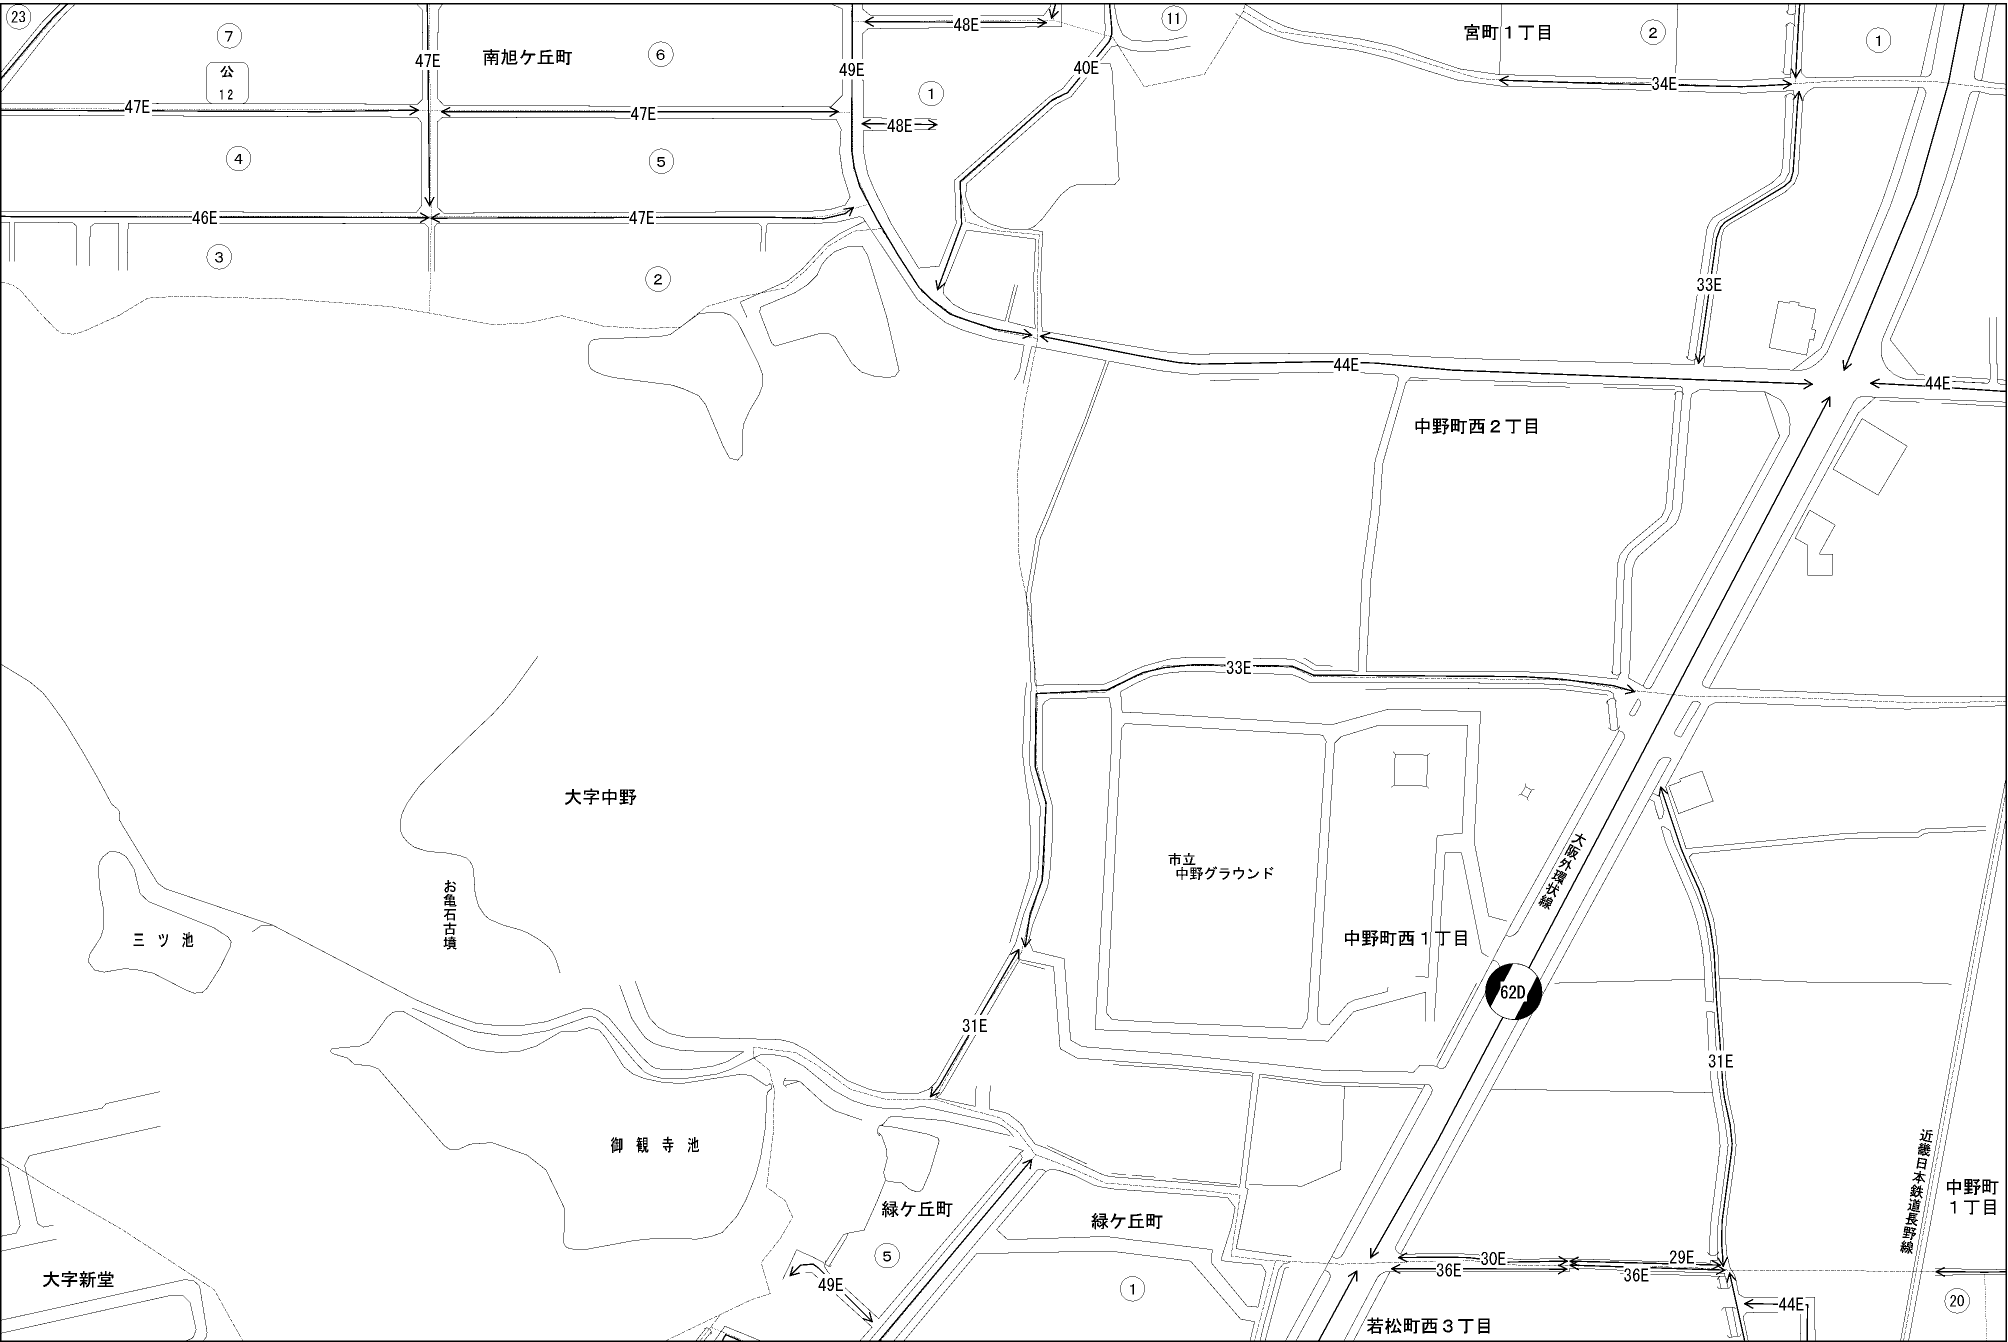 23
7
公
12
47E
南旭ケ丘町
6
49E
48E
40E
11
宮町1丁目
2
1
34E
47E
47E
1
48E
4
5
46E
47E
3
2
33E
44E
44E
中野町西2丁目
33E
大字中野
市立
中野グラウンド
大阪外環状線
お亀石古墳
三ツ池
中野町西1丁目
62D
31E
31E
御観寺池
緑ケ丘町
緑ケ丘町
近畿日本鉄道長野線
中野町
1丁目
5
大字新堂
49E
1
30E
29E
36E
36E
44E
20
若松町西3丁目